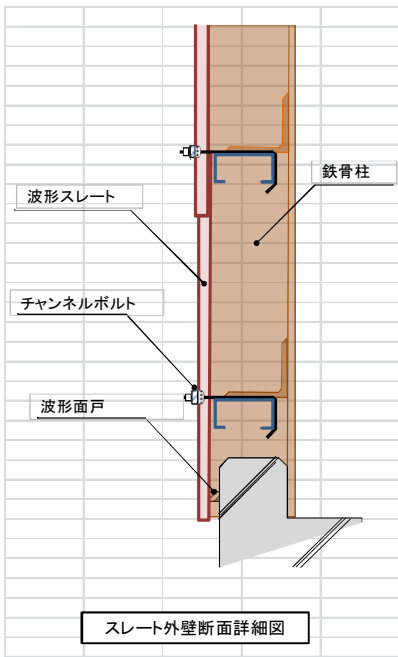 鉄骨柱
波形スレート
チャンネルボルト
波形面戸
スレート外壁断面詳細図